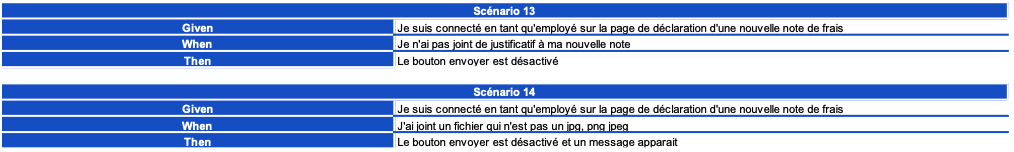 Scénario 13
Given Je suis connecté en tant qu'employé sur la page de déclaration d'une nouvelle note de frais
When Je n'ai pas joint de justificatif à ma nouvelle note
Then Le bouton envoyer est désactivé
Scénario 14
Given Je suis connecté en tant qu'employé sur la page de déclaration d'une nouvelle note de frais
When J'ai joint un fichier qui n'est pas un jpg, png jpeg
Then Le bouton envoyer est désactivé et un message apparait